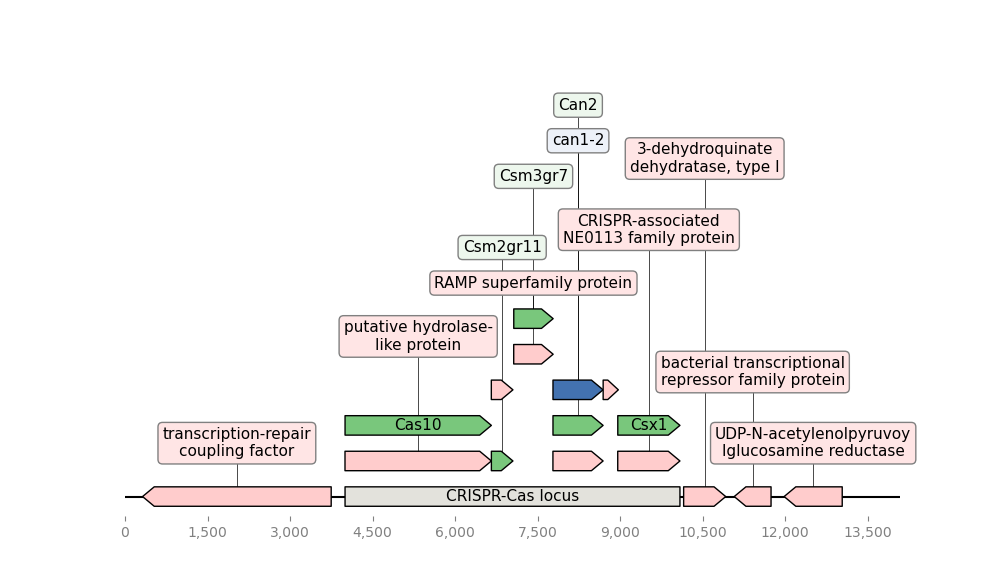 Can2
can1-2
3-dehydroquinate
dehydratase, type I
Csm3gr7
CRISPR-associated
NE0113 family protein
Csm2gr11
RAMP superfamily protein
putative hydrolase-
like protein
bacterial transcriptional
repressor family protein
Cas10
Csx1
transcription-repair
coupling factor
UDP-N-acetylenolpyruvoy
lglucosamine reductase
CRISPR-Cas locus
0 1,500 3,000 4,500 6,000 7,500 9,000 10,500 12,000 13,500